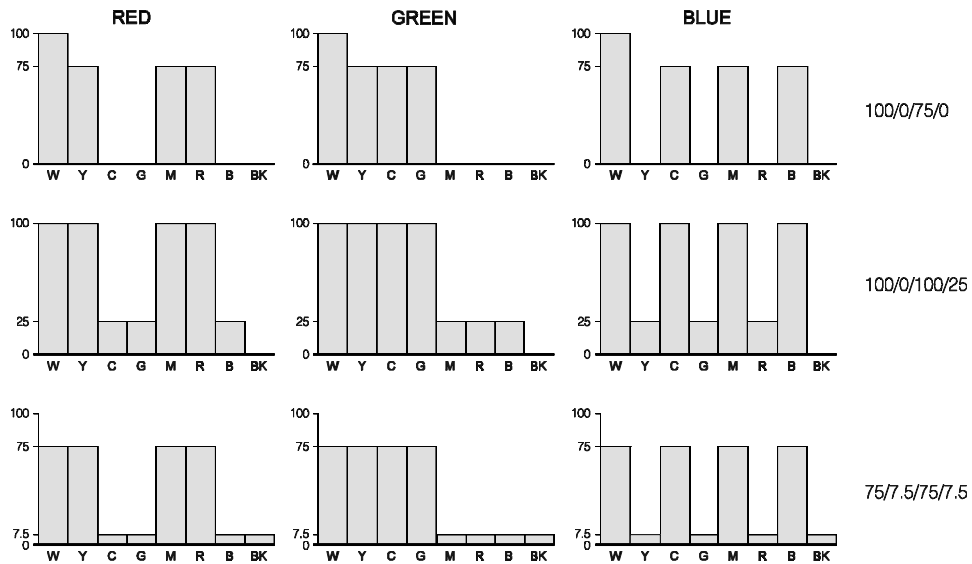 RED GREEN BLUE
100 100 100
75 75 75
100/0/75/0
0 0 0
W Y C G M R B BK W Y C G M R B BK W Y C G M R B BK
100 100 100
100/0/100/25
25 25 25
0 0 0
W Y C G M R B BK W Y C G M R B BK W Y C G M R B BK
100 100 100
75 75 75
75/7.5/75/7.5
7.5 7.5 7.5
0 0 0
W Y C G M R B BK W Y C G M R B BK W Y C G M R B BK